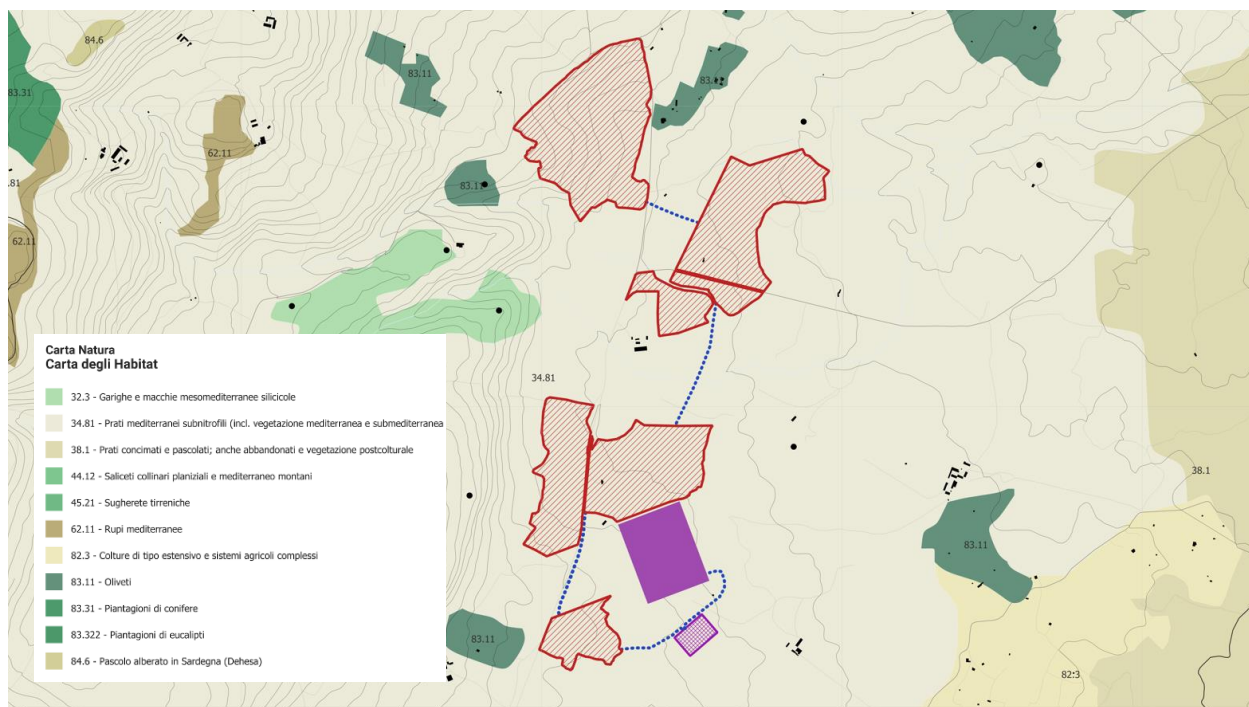 84.6
83.11
83.31
62.11
.81
83.11
62.11
34.81
38.1
83.11
83.11
82.3
Carta Natura
Carta degli Habitat
32.3 - Garighe e macchie mesomediterranee silicicole
34.81 - Prati mediterranei subnitrofili (incl. vegetazione mediterranea e submediterranea
38.1 - Prati concimati e pascolati; anche abbandonati e vegetazione postcolturale
44.12 - Saliceti collinari planiziali e mediterraneo montani
45.21 - Sugherete tirreniche
62.11 - Rupi mediterranee
82.3 - Colture di tipo estensivo e sistemi agricoli complessi
83.11 - Oliveti
83.31 - Piantagioni di conifere
83.322 - Piantagioni di eucalipti
84.6 - Pascolo alberato in Sardegna (Dehesa)